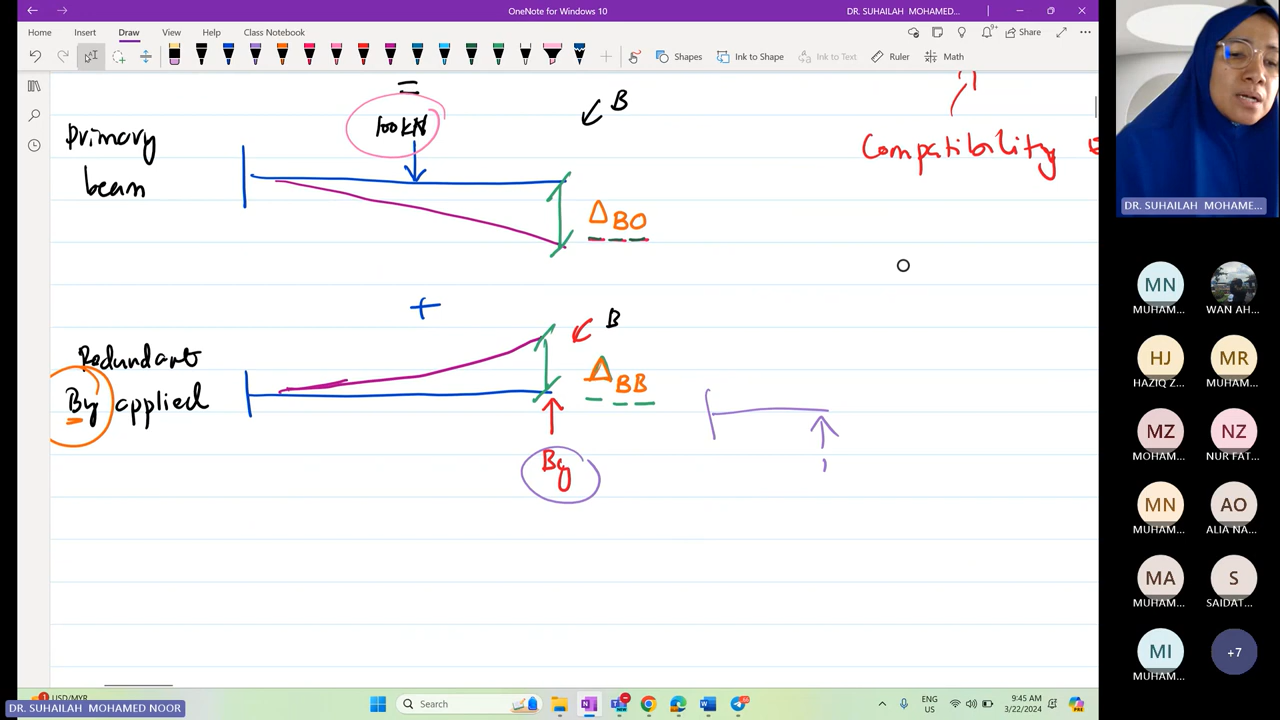 OneNote for Windows 10
DR. SUHAILAH MOHAMED...
Home Insert Draw View Help Class Notebook
Share
Shapes Ink to Shape Ink to Text Ruler Math
Primary
beam
=
100kN
B
ΔBO
Compatibility
+
Redundant
By applied
B
ΔBB
By
1
DR. SUHAILAH MOHAME...
MN
MUHAM...
WAN AH...
HJ
HAZIQ Z...
MR
MUHAM...
MZ
MOHAM...
NZ
NUR FAT...
MN
MUHAM...
AO
ALIA NA...
MA
MUHAM...
S
SAIDAT...
MI
MUHAM...
+7
USD/MYR
DR. SUHAILAH MOHAMED NOOR
Search
ENG
US
9:45 AM
3/22/2024